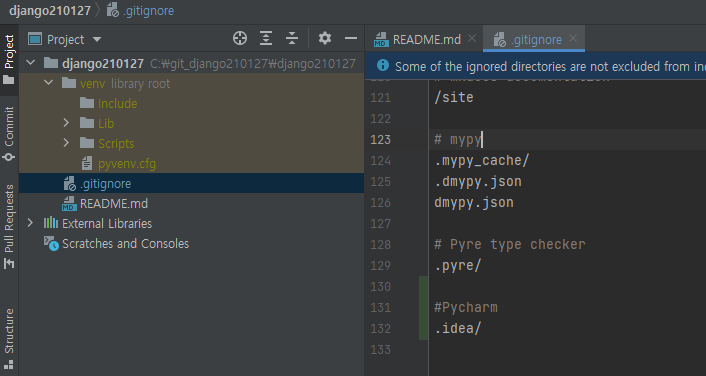 django210127 〉 .gitignore
Project
django210127 C:₩git_django210127₩django210127
venv library root
Include
Lib
Scripts
pyvenv.cfg
.gitignore
README.md
External Libraries
Scratches and Consoles
Project
Commit
Pull Requests
Structure
README.md
.gitignore
Some of the ignored directories are not excluded from
121 /site
122
123 # mypy
124 .mypy_cache/
125 .dmypy.json
126 dmypy.json
127
128 # Pyre type checker
129 .pyre/
130
131 #Pycharm
132 .idea/
133